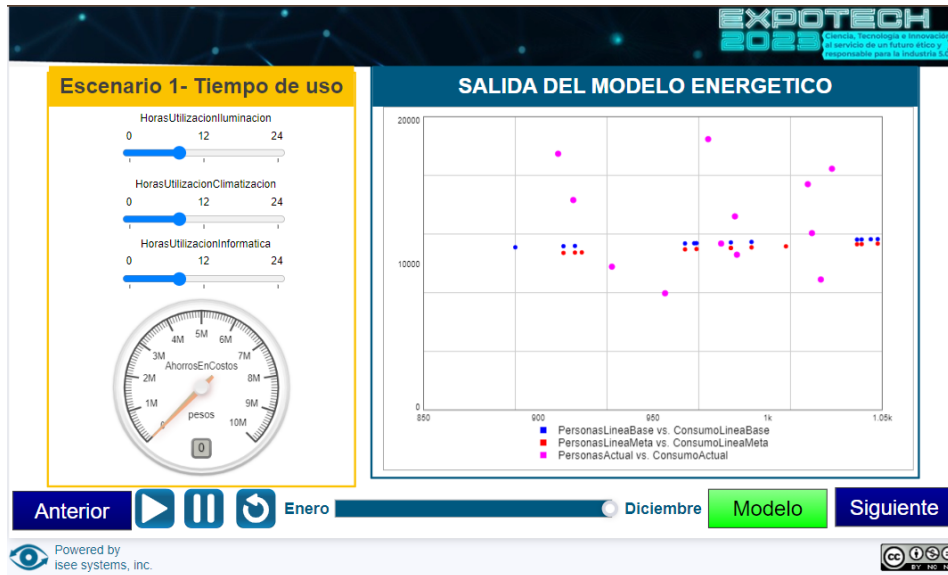 EXPOTECH
2023
Ciencia, Tecnología e Innovación
al servicio de un futuro ético y
responsable para la industria 5.0
Escenario 1- Tiempo de uso
HorasUtilizacionIluminacion
0 12 24
HorasUtilizacionClimatizacion
0 12 24
HorasUtilizacionInformatica
0 12 24
0 1M 2M 3M 4M 5M 6M 7M 8M 9M 10M
AhorrosEnCostos
pesos
0
SALIDA DEL MODELO ENERGETICO
20000
10000
0
850 900 950 1k 1.05k
PersonasLineaBase vs. ConsumoLineaBase
PersonasLineaMeta vs. ConsumoLineaMeta
PersonasActual vs. ConsumoActual
Anterior
Enero
Diciembre
Modelo
Siguiente
Powered by
isee systems, inc.
cc
BY NC